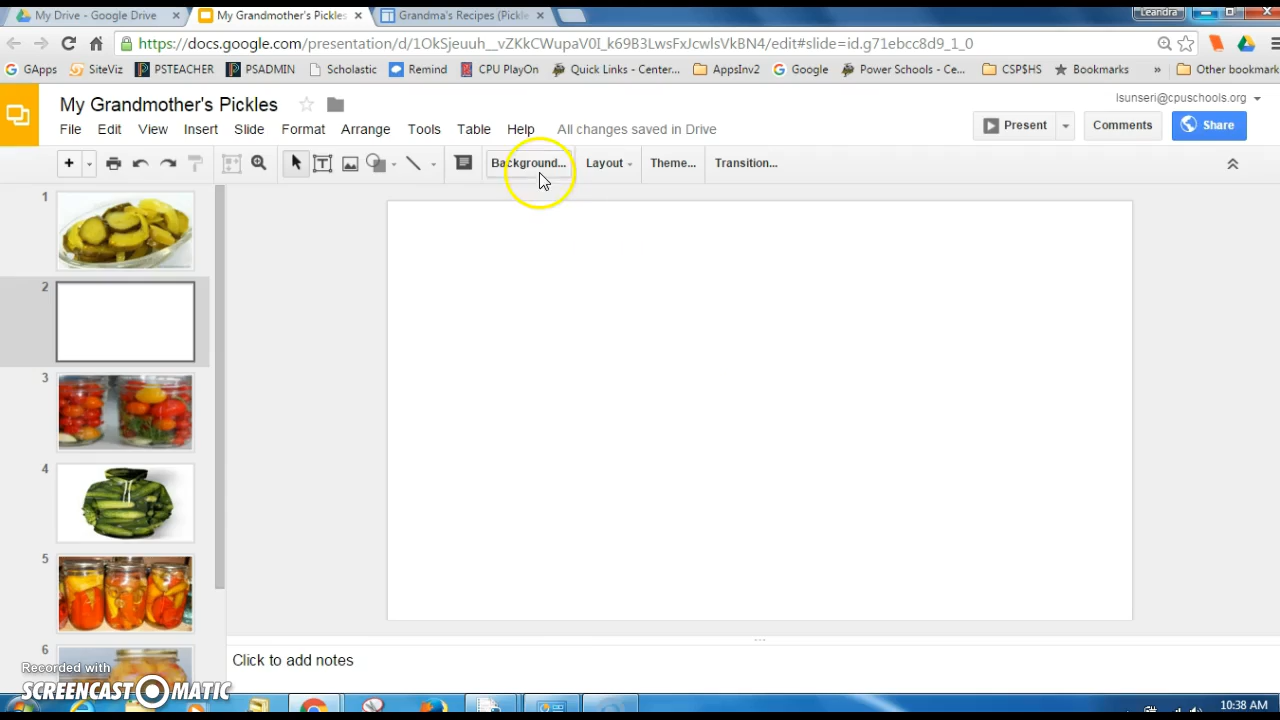 My Drive - Google Drive
My Grandmother's Pickles
Grandma's Recipes (Pickle
Leandra
https://docs.google.com/presentation/d/1OkSjeuuh__vZKkCWupaV0I_k69B3LwsFxJcwlsVkBN4/edit#slide=id.g71ebcc8d9_1_0
GApps SiteViz PSTEACHER PSADMIN Scholastic Remind CPU PlayOn Quick Links - Center... AppsInv2 Google Power Schools - Ce... CSP$HS Bookmarks » Other bookmark
My Grandmother's Pickles
lsunseri@cpuschools.org
File Edit View Insert Slide Format Arrange Tools Table Help All changes saved in Drive
Present Comments Share
Background... Layout Theme... Transition...
1
2
3
4
5
6
Click to add notes
Recorded with
SCREENCAST-O-MATIC
10:38 AM